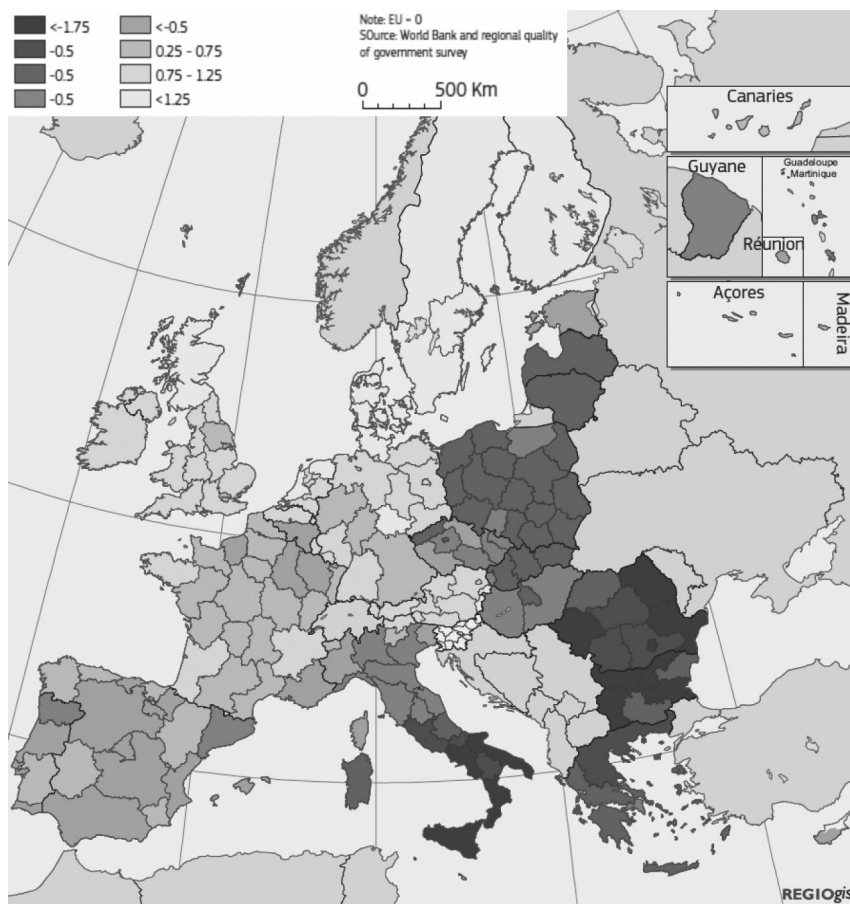 <-1.75
-0.5
-0.5
-0.5
<-0.5
0.25 - 0.75
0.75 - 1.25
<1.25
Note: EU = 0
SOurce: World Bank and regional quality
of government survey
0 500 Km
Canaries
Guyane
Guadeloupe
Martinique
Réunion
Açores
Madeira
REGIOgis